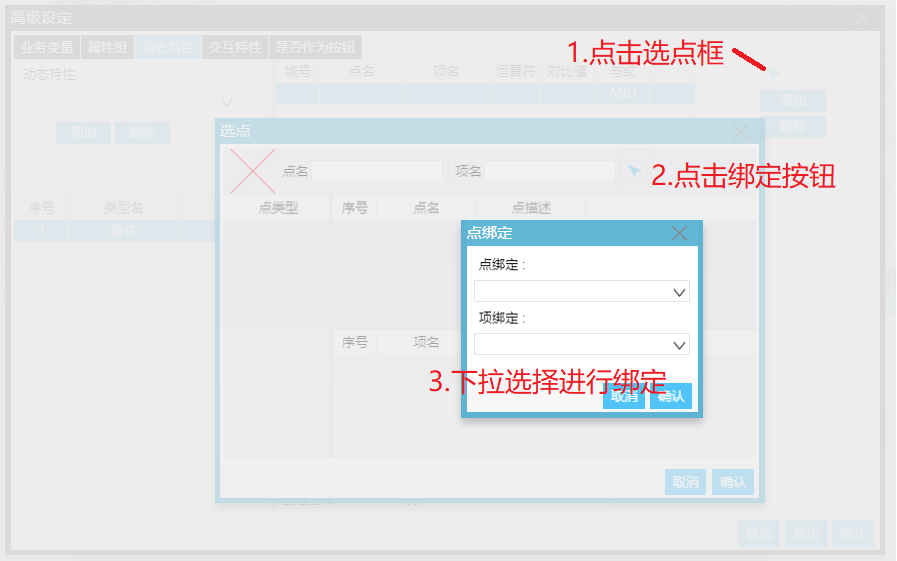 高级设定
业务变量 属性组 动态特性 交互特性 是否作为按钮
1.点击选点框
动态特性
域号 点名 项名 运算符 对比值 与或
AND
增加
增加 删除
删除
选点
点名 项名
2.点击绑定按钮
序号 类型名
1 旋转
点类型 序号 点名 点描述
点绑定
点绑定 :
项绑定 :
序号 项名
3.下拉选择进行绑定
取消 确认
取消 确认
取消 应用 确认